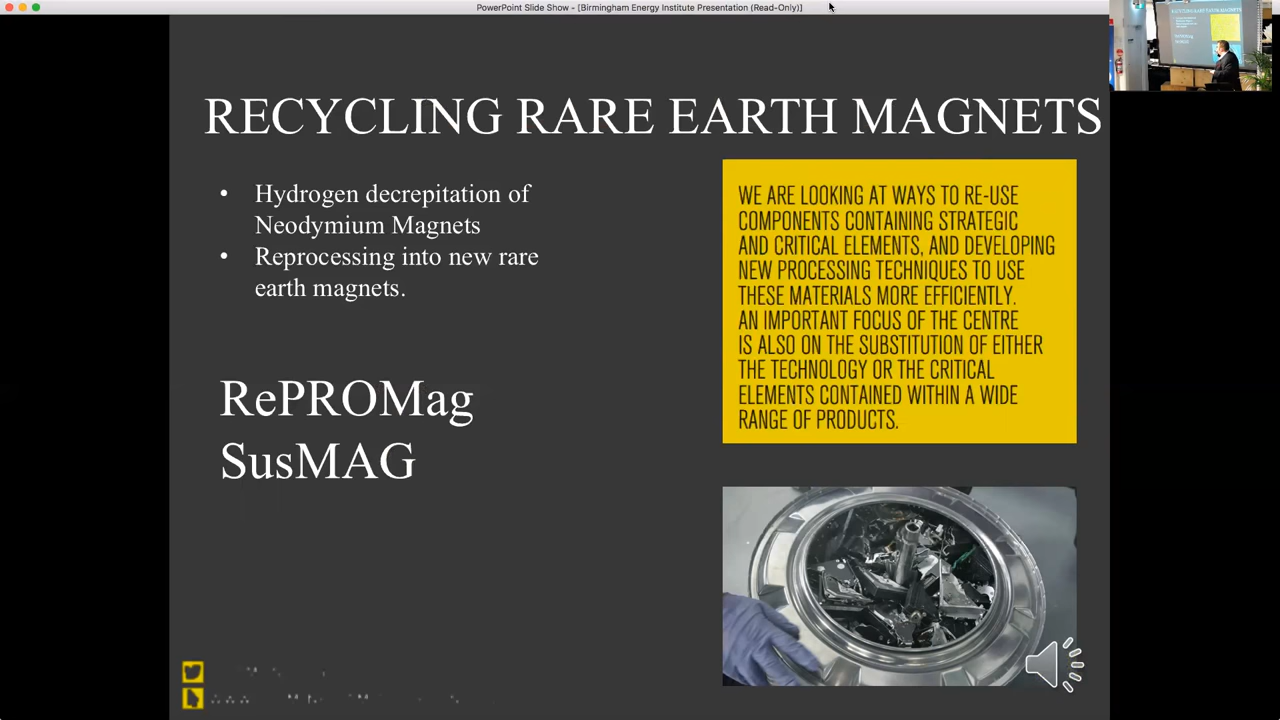 PowerPoint Slide Show - [Birmingham Energy Institute Presentation (Read-Only)]
RECYCLING RARE EARTH MAGNETS
• Hydrogen decrepitation of
Neodymium Magnets
• Reprocessing into new rare
earth magnets.
RePROMag
SusMAG
WE ARE LOOKING AT WAYS TO RE-USE
COMPONENTS CONTAINING STRATEGIC
AND CRITICAL ELEMENTS, AND DEVELOPING
NEW PROCESSING TECHNIQUES TO USE
THESE MATERIALS MORE EFFICIENTLY.
AN IMPORTANT FOCUS OF THE CENTRE
IS ALSO ON THE SUBSTITUTION OF EITHER
THE TECHNOLOGY OR THE CRITICAL
ELEMENTS CONTAINED WITHIN A WIDE
RANGE OF PRODUCTS.
RECYCLING RARE EARTH MAGNETS